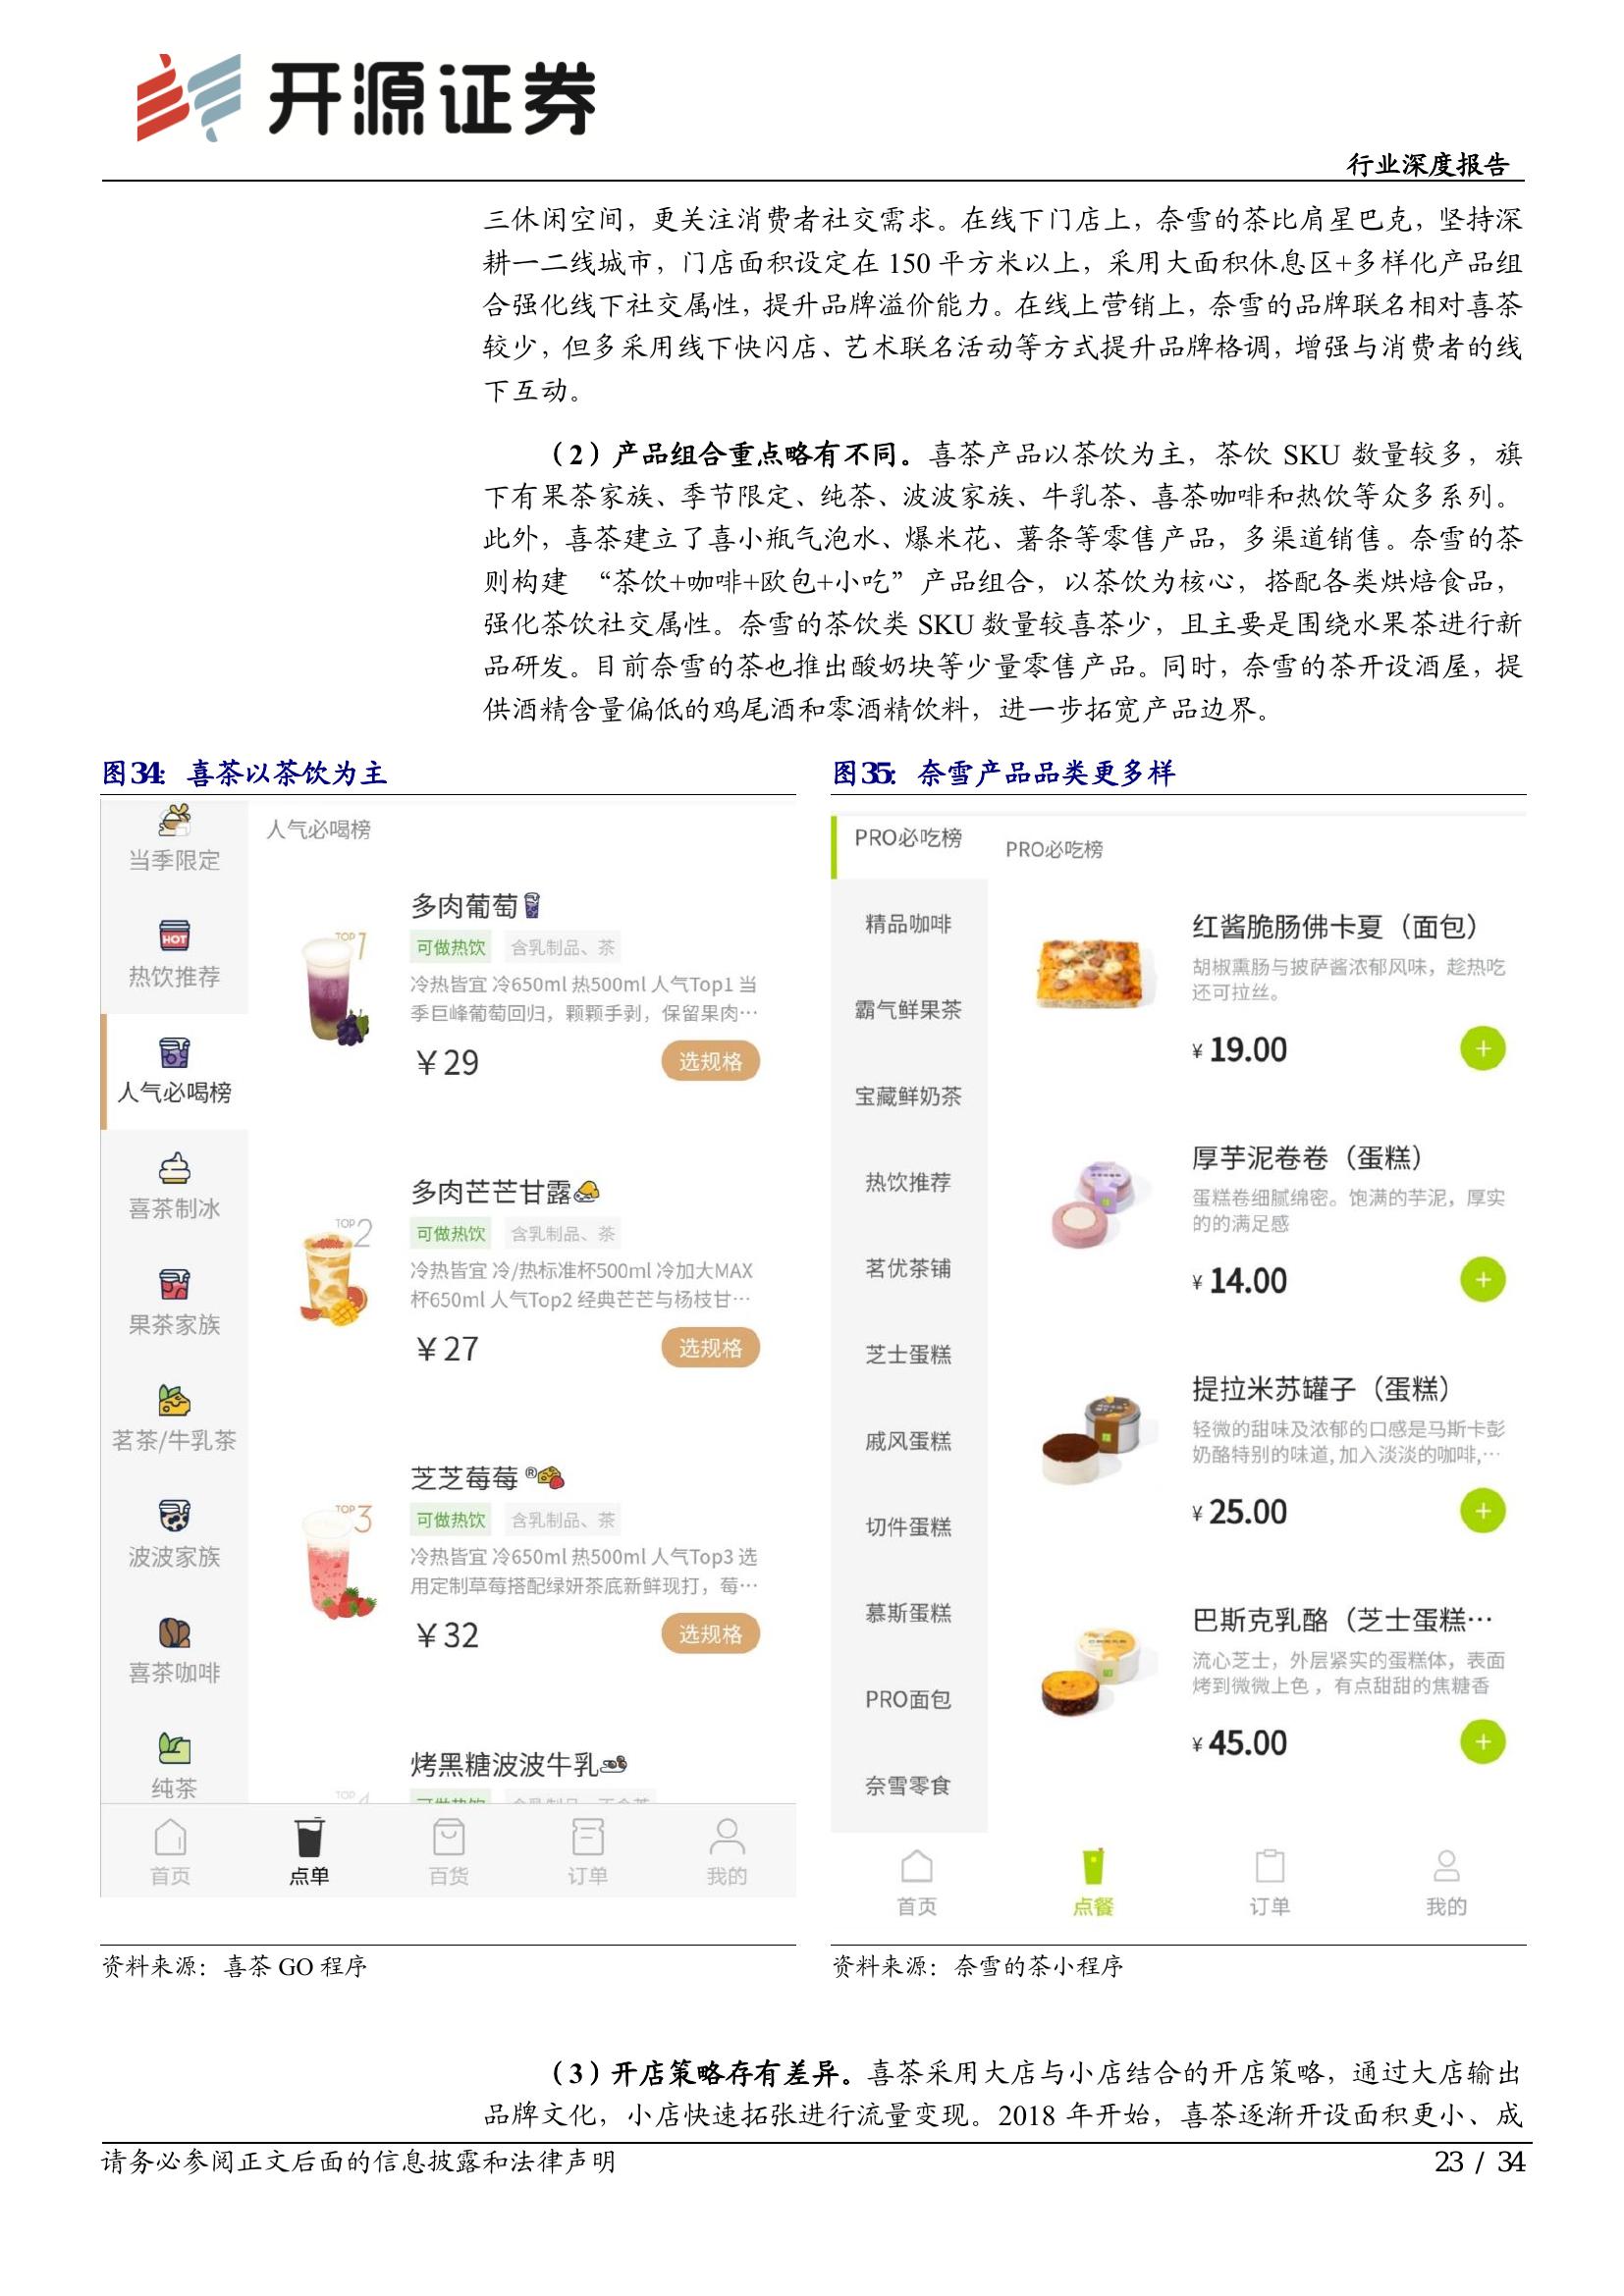 开源证券
行业深度报告
三休闲空间，更关注消费者社交需求。在线下门店上，奈雪的茶比肩星巴克，坚持深
耕一二线城市，门店面积设定在 150 平方米以上，采用大面积休息区+多样化产品组
合强化线下社交属性，提升品牌溢价能力。在线上营销上，奈雪的品牌联名相对喜茶
较少，但多采用线下快闪店、艺术联名活动等方式提升品牌格调，增强与消费者的线
下互动。
（2）产品组合重点略有不同。喜茶产品以茶饮为主，茶饮 SKU 数量较多，旗
下有果茶家族、季节限定、纯茶、波波家族、牛乳茶、喜茶咖啡和热饮等众多系列。
此外，喜茶建立了喜小瓶气泡水、爆米花、薯条等零售产品，多渠道销售。奈雪的茶
则构建 “茶饮+咖啡+欧包+小吃”产品组合，以茶饮为核心，搭配各类烘焙食品，
强化茶饮社交属性。奈雪的茶饮类 SKU 数量较喜茶少，且主要是围绕水果茶进行新
品研发。目前奈雪的茶也推出酸奶块等少量零售产品。同时，奈雪的茶开设酒屋，提
供酒精含量偏低的鸡尾酒和零酒精饮料，进一步拓宽产品边界。
图34：喜茶以茶饮为主
当季限定
HOT
热饮推荐
人气必喝榜
喜茶制冰
果茶家族
茗茶/牛乳茶
波波家族
喜茶咖啡
纯茶
人气必喝榜
TOP 1
多肉葡萄
可做热饮 含乳制品、茶
冷热皆宜 冷650ml 热500ml 人气Top1 当
季巨峰葡萄回归，颗颗手剥，保留果肉…
￥29 选规格
TOP 2
多肉芒芒甘露
可做热饮 含乳制品、茶
冷热皆宜 冷/热标准杯500ml 冷加大MAX
杯650ml 人气Top2 经典芒芒与杨枝甘…
￥27 选规格
TOP 3
芝芝莓莓®
可做热饮 含乳制品、茶
冷热皆宜 冷650ml 热500ml 人气Top3 选
用定制草莓搭配绿妍茶底新鲜现打，莓…
￥32 选规格
烤黑糖波波牛乳
首页 点单 百货 订单 我的
资料来源：喜茶 GO 程序
图35：奈雪产品品类更多样
PRO必吃榜
精品咖啡
霸气鲜果茶
宝藏鲜奶茶
热饮推荐
茗优茶铺
芝士蛋糕
戚风蛋糕
切件蛋糕
慕斯蛋糕
PRO面包
奈雪零食
PRO必吃榜
红酱脆肠佛卡夏（面包）
胡椒熏肠与披萨酱浓郁风味，趁热吃
还可拉丝。
¥ 19.00 +
厚芋泥卷卷（蛋糕）
蛋糕卷细腻绵密。饱满的芋泥，厚实
的的满足感
¥ 14.00 +
提拉米苏罐子（蛋糕）
轻微的甜味及浓郁的口感是马斯卡彭
奶酪特别的味道,加入淡淡的咖啡,…
¥ 25.00 +
巴斯克乳酪（芝士蛋糕…
流心芝士，外层紧实的蛋糕体，表面
烤到微微上色，有点甜甜的焦糖香
¥ 45.00 +
首页 点餐 订单 我的
资料来源：奈雪的茶小程序
（3）开店策略存有差异。喜茶采用大店与小店结合的开店策略，通过大店输出
品牌文化，小店快速拓张进行流量变现。2018 年开始，喜茶逐渐开设面积更小、成
请务必参阅正文后面的信息披露和法律声明
23 / 34